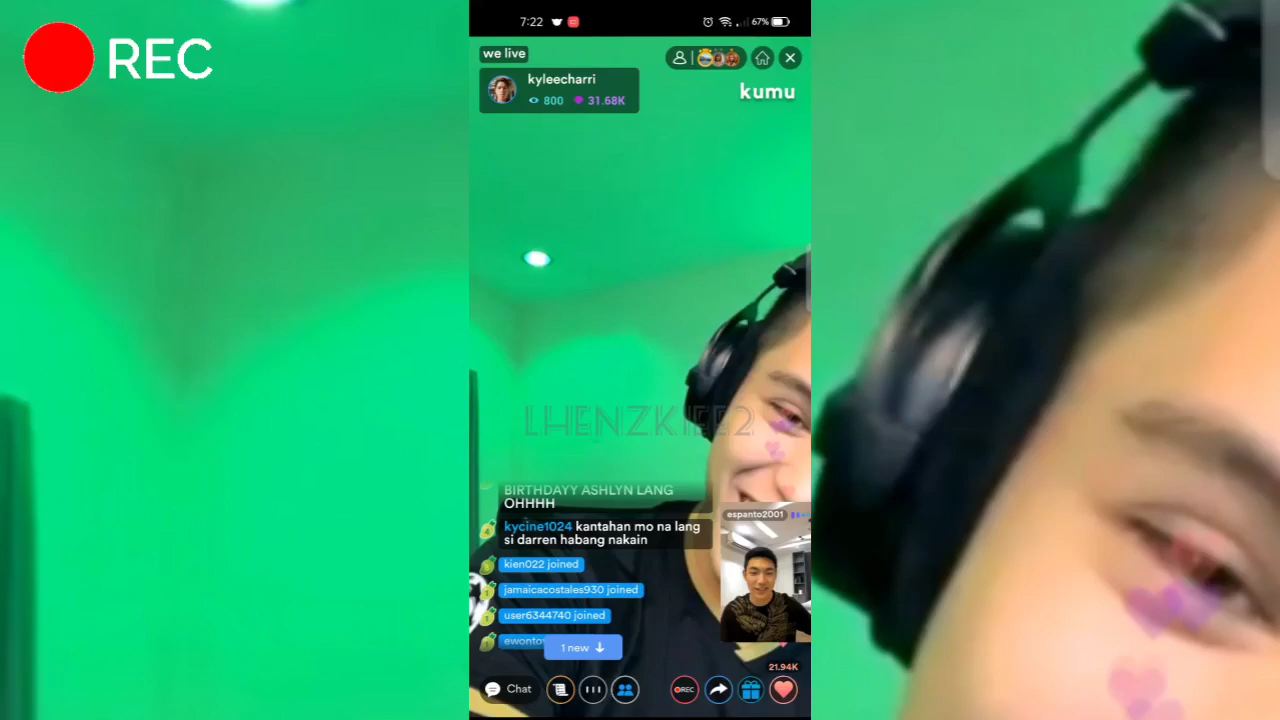 REC
7:22
67%
we live
kyleecharri
800 31.68K
kumu
LHENZKIEE2
BIRTHDAYY ASHLYN LANG
OHHHH
kycine1024 kantahan mo na lang
si darren habang nakain
espanto2001
kien022 joined
jamaicacostales930 joined
user6344740 joined
1 new
21.94K
Chat
REC